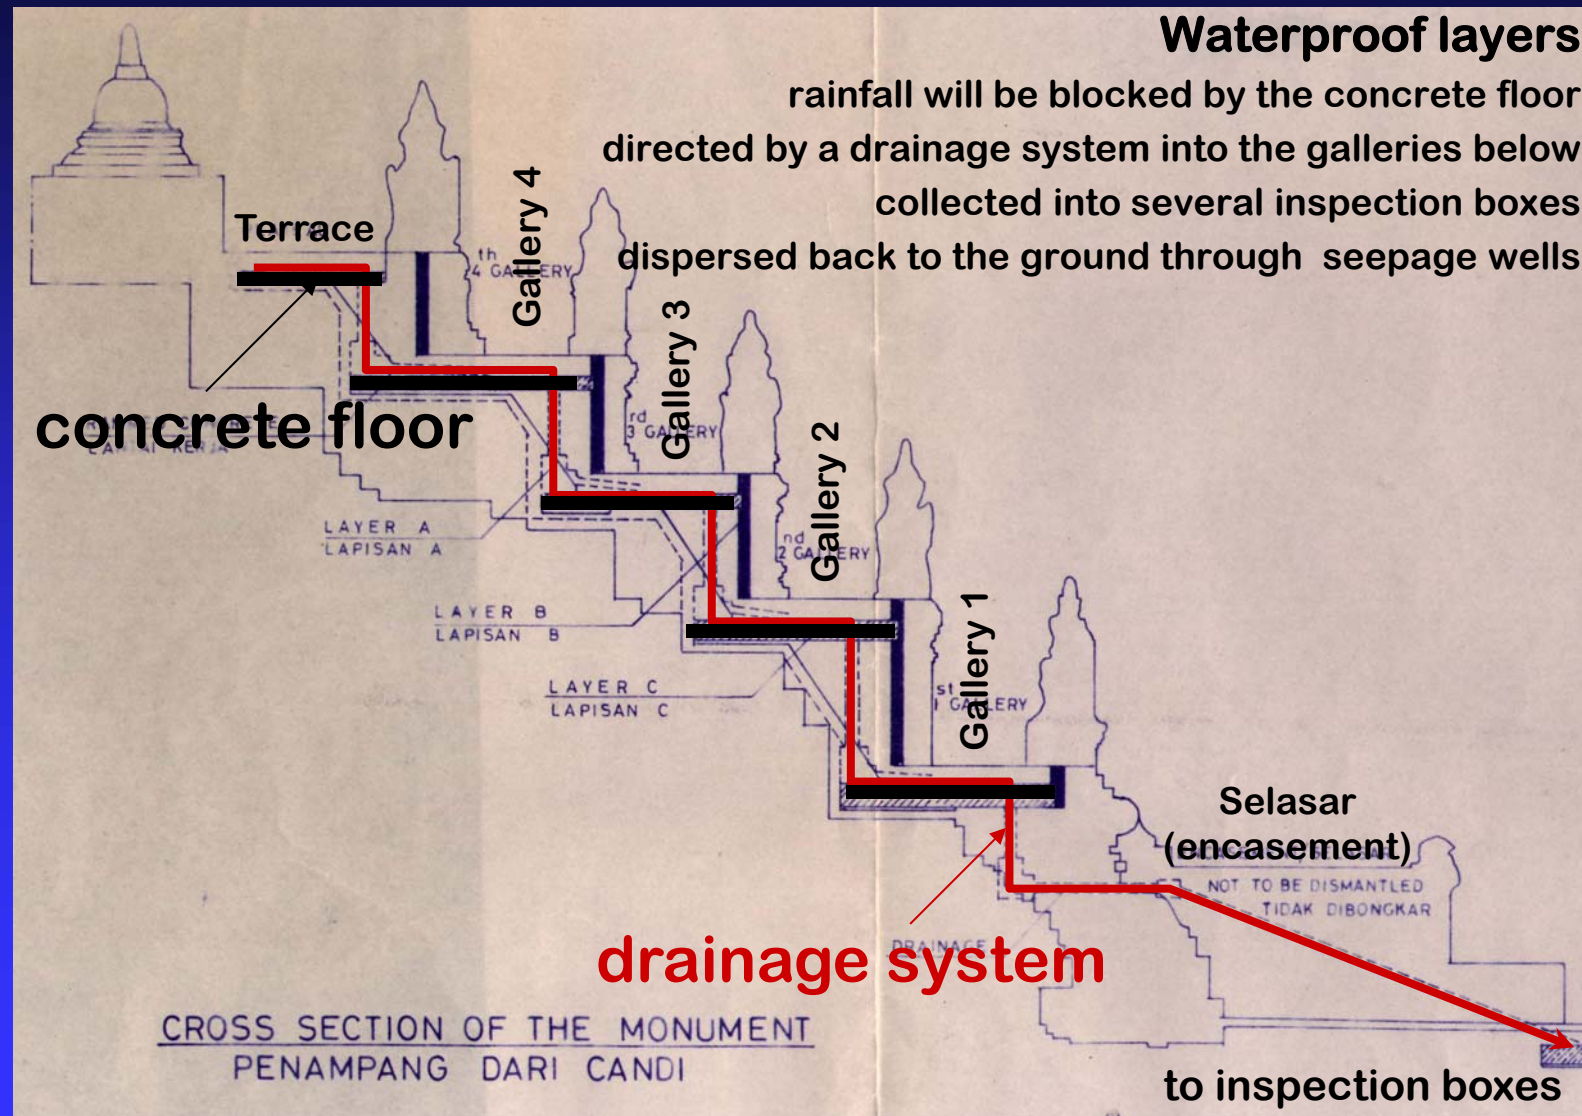 Waterproof layers
rainfall will be blocked by the concrete floor
directed by a drainage system into the galleries below
collected into several inspection boxes
dispersed back to the ground through seepage wells
Terrace
Gallery 4
th
4 GALLERY
Gallery 3
rd
3 GALLERY
concrete floor
LANTAI KERJA
Gallery 2
nd
2 GALLERY
LAYER A
LAPISAN A
LAYER B
LAPISAN B
Gallery 1
st
1 GALLERY
LAYER C
LAPISAN C
Selasar
(encasement)
NOT TO BE DISMANTLED
TIDAK DIBONGKAR
DRAINAGE
drainage system
CROSS SECTION OF THE MONUMENT
PENAMPANG DARI CANDI
to inspection boxes